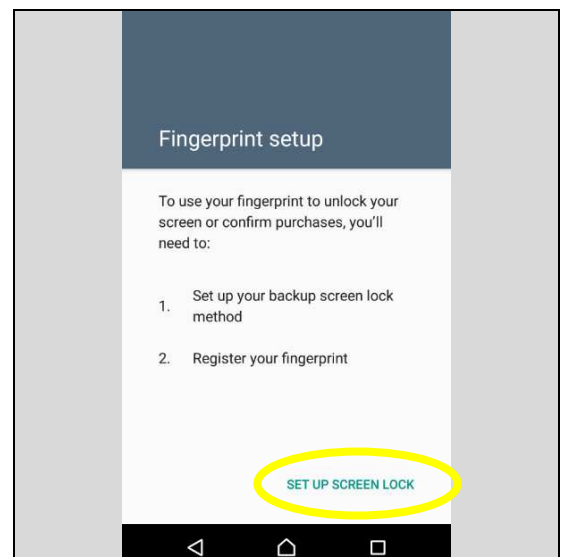 Fingerprint setup
To use your fingerprint to unlock your
screen or confirm purchases, you'll
need to:
1. Set up your backup screen lock
method
2. Register your fingerprint
SET UP SCREEN LOCK